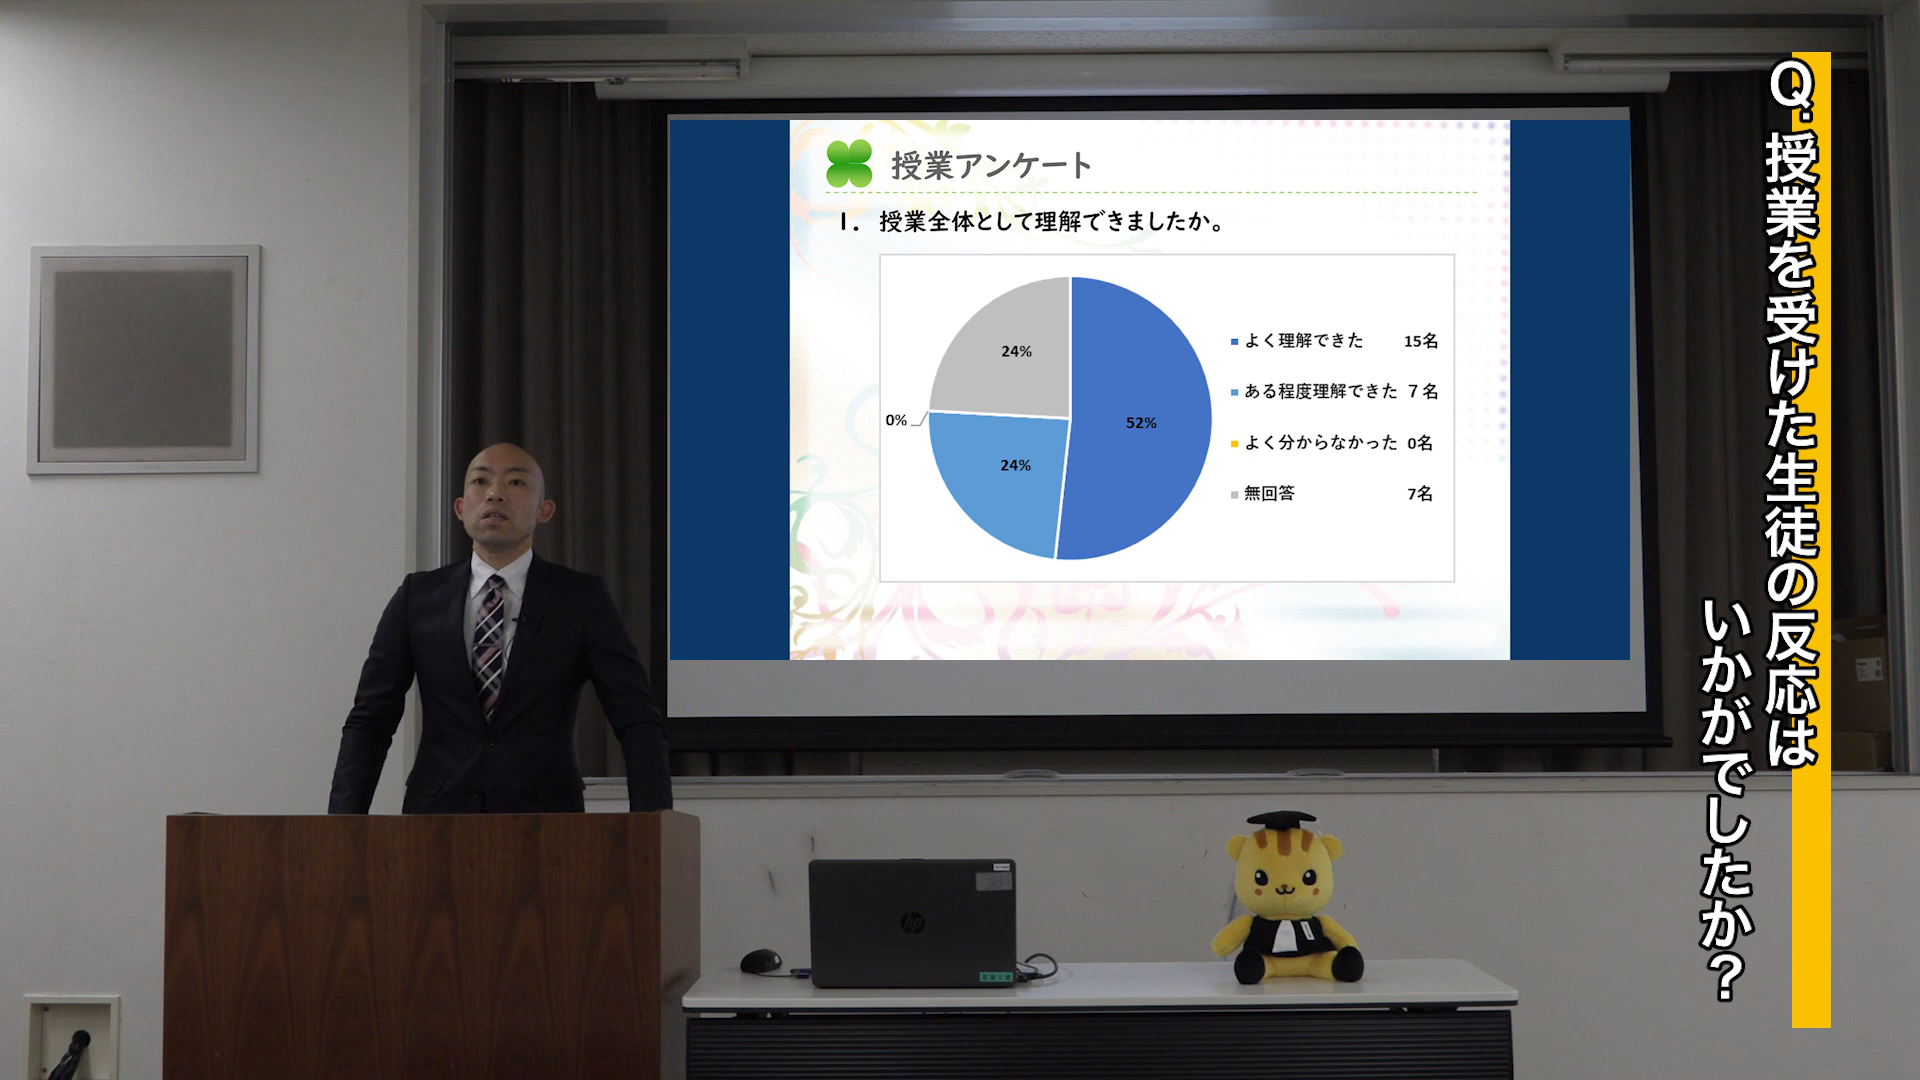 Q.授業を受けた生徒の反応は
いかがでしたか？
授業アンケート
1. 授業全体として理解できましたか。
24%
0%
24%
52%
よく理解できた 15名
ある程度理解できた 7名
よく分からなかった 0名
無回答 7名
hp